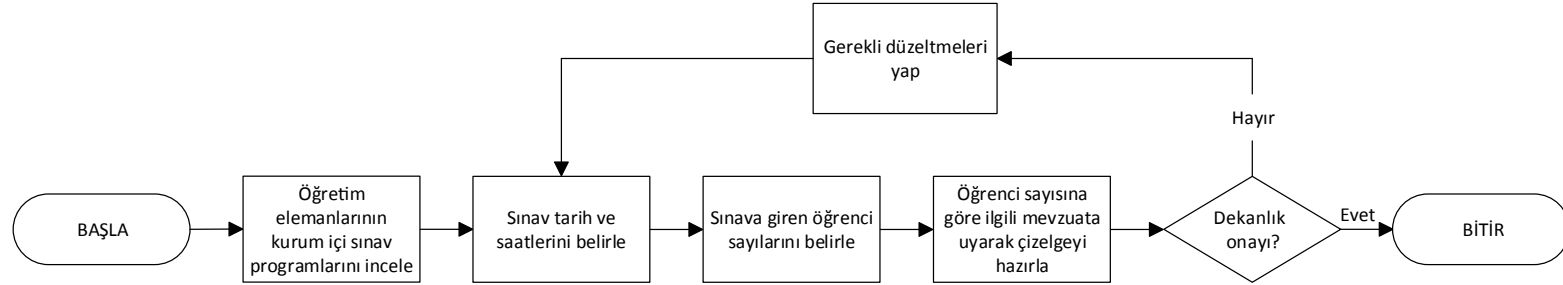 Gerekli düzeltmeleri
yap
Hayır
BAŞLA
Öğretim
elemanlarının
kurum içi sınav
programlarını incele
Sınav tarih ve
saatlerini belirle
Sınava giren öğrenci
sayılarını belirle
Öğrenci sayısına
göre ilgili mevzuata
uyarak çizelgeyi
hazırla
Dekanlık
onayı?
Evet
BİTİR